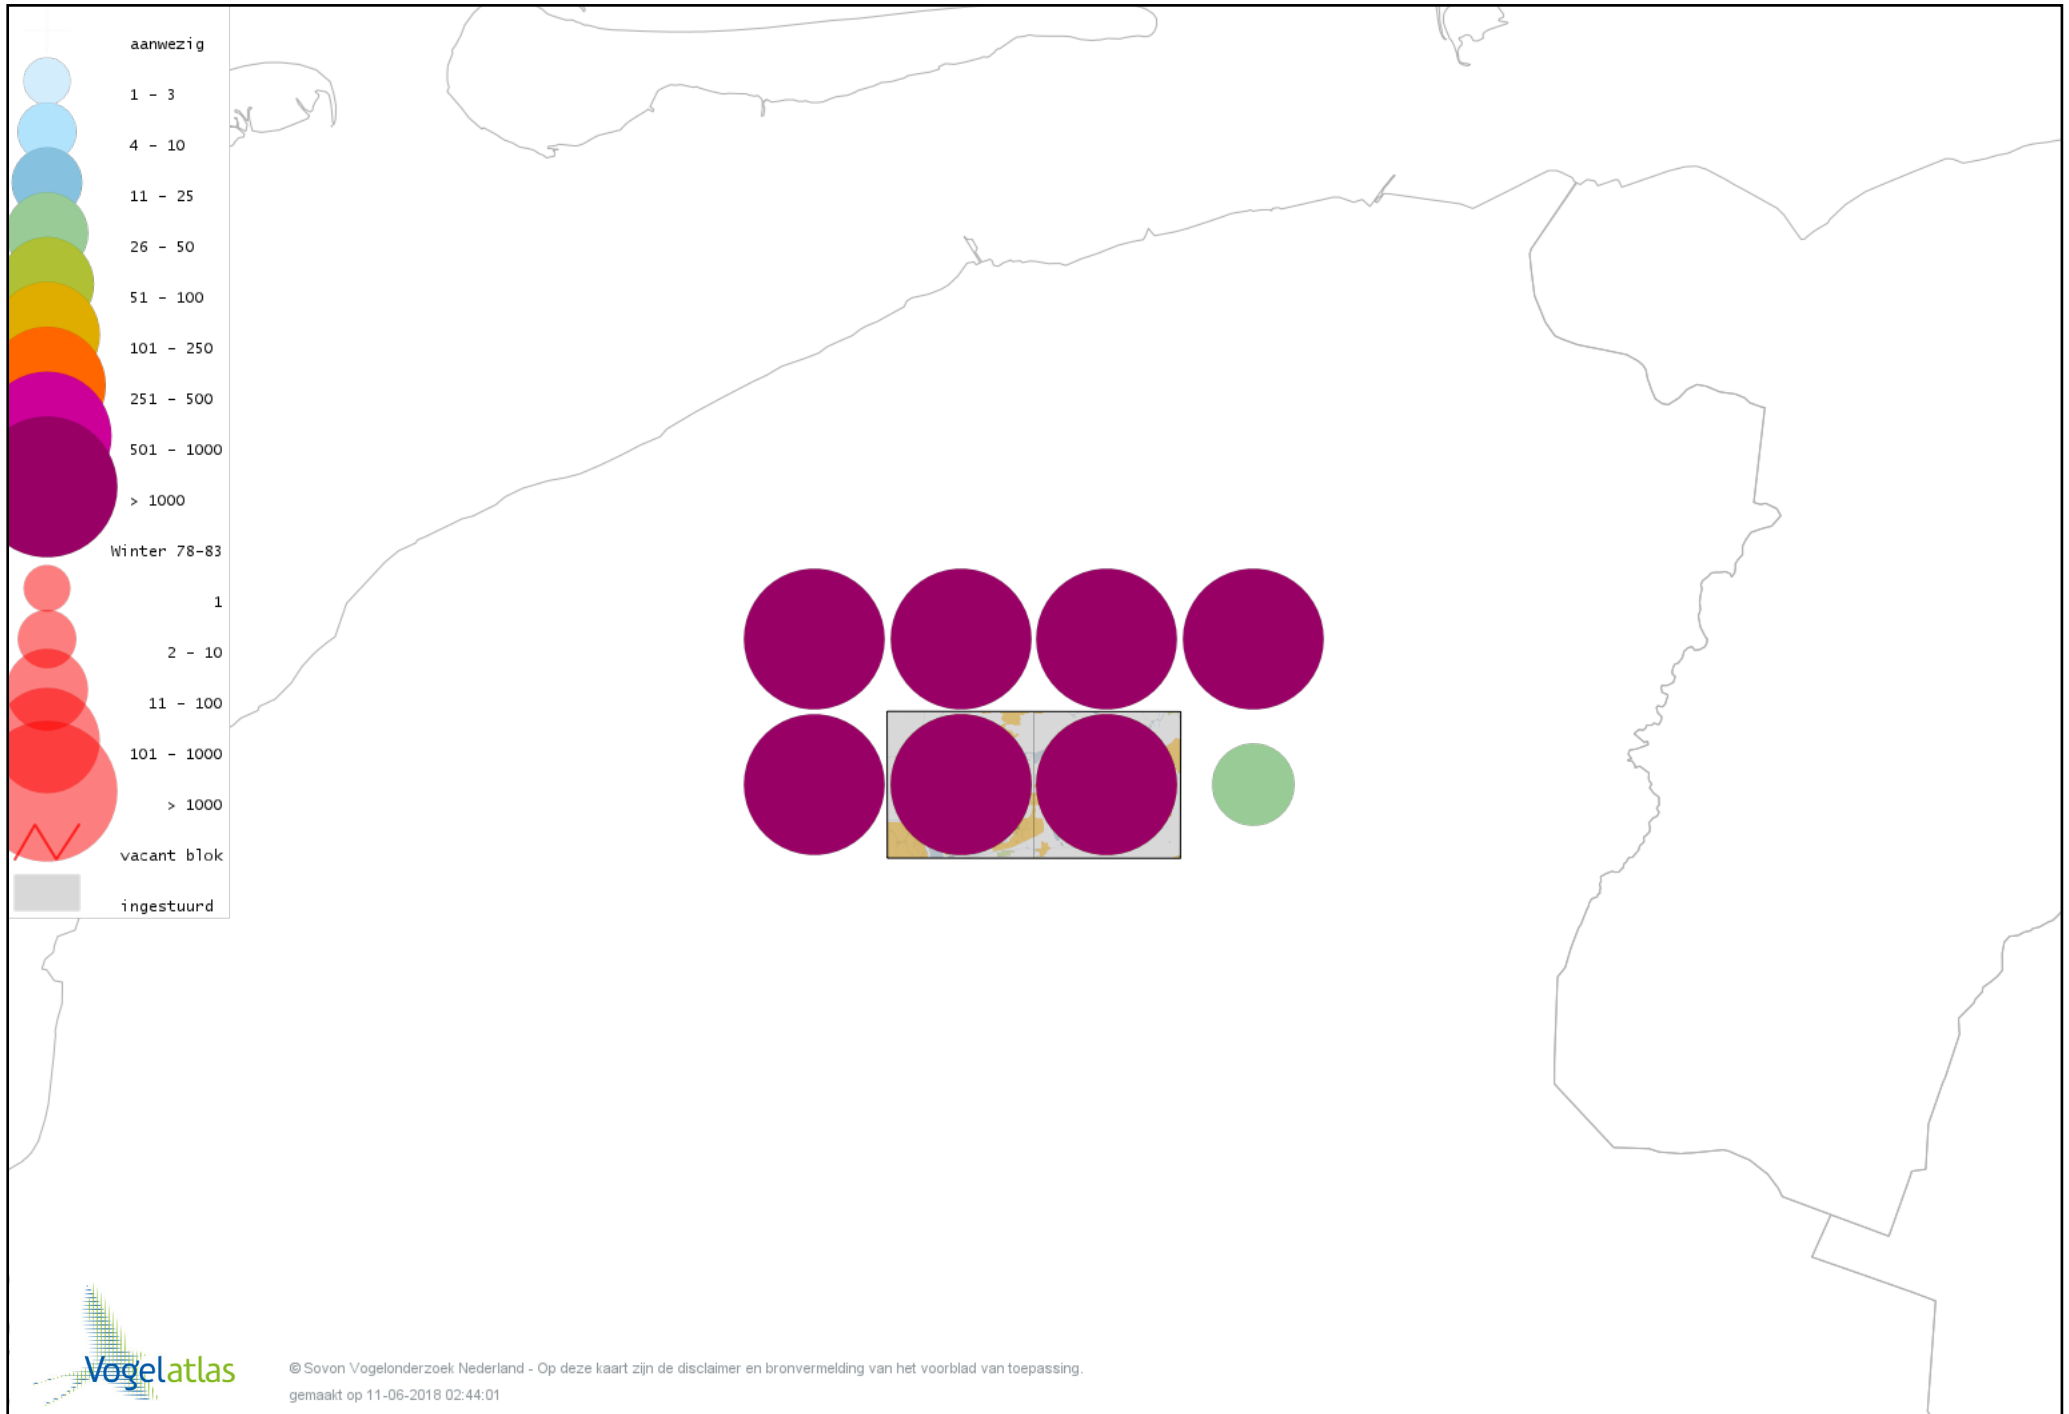 aanwezig
1 - 3
4 - 10
11 - 25
26 - 50
51 - 100
101 - 250
251 - 500
501 - 1000
> 1000
Winter 78-83
1
2 - 10
11 - 100
101 - 1000
> 1000
vacant blok
ingestuurd
Vogelatlas
© Sovon Vogelonderzoek Nederland - Op deze kaart zijn de disclaimer en bronvermelding van het voorblad van toepassing.
gemaakt op 11-06-2018 02:44:01